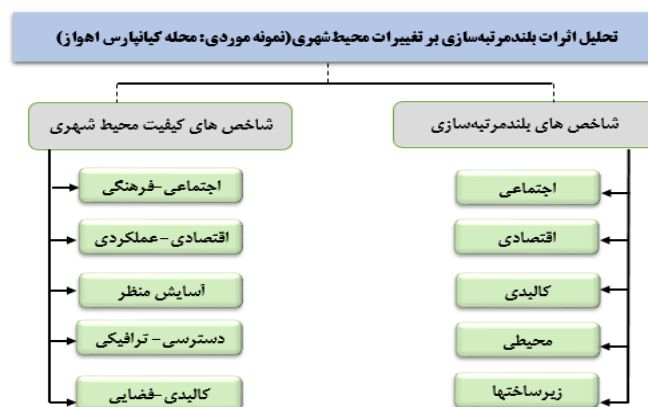 تحلیل اثرات بلندمرتبه‌سازی بر تغییرات محیط‌شهری(نمونه موردی: محله کیانپارس اهواز)
شاخص های بلندمرتبه‌سازی
اجتماعی
اقتصادی
کالبدی
محیطی
زیرساختها
شاخص های کیفیت محیط شهری
اجتماعی-فرهنگی
اقتصادی-عملکردی
آسایش منظر
دسترسی- ترافیکی
کالبدی-فضایی